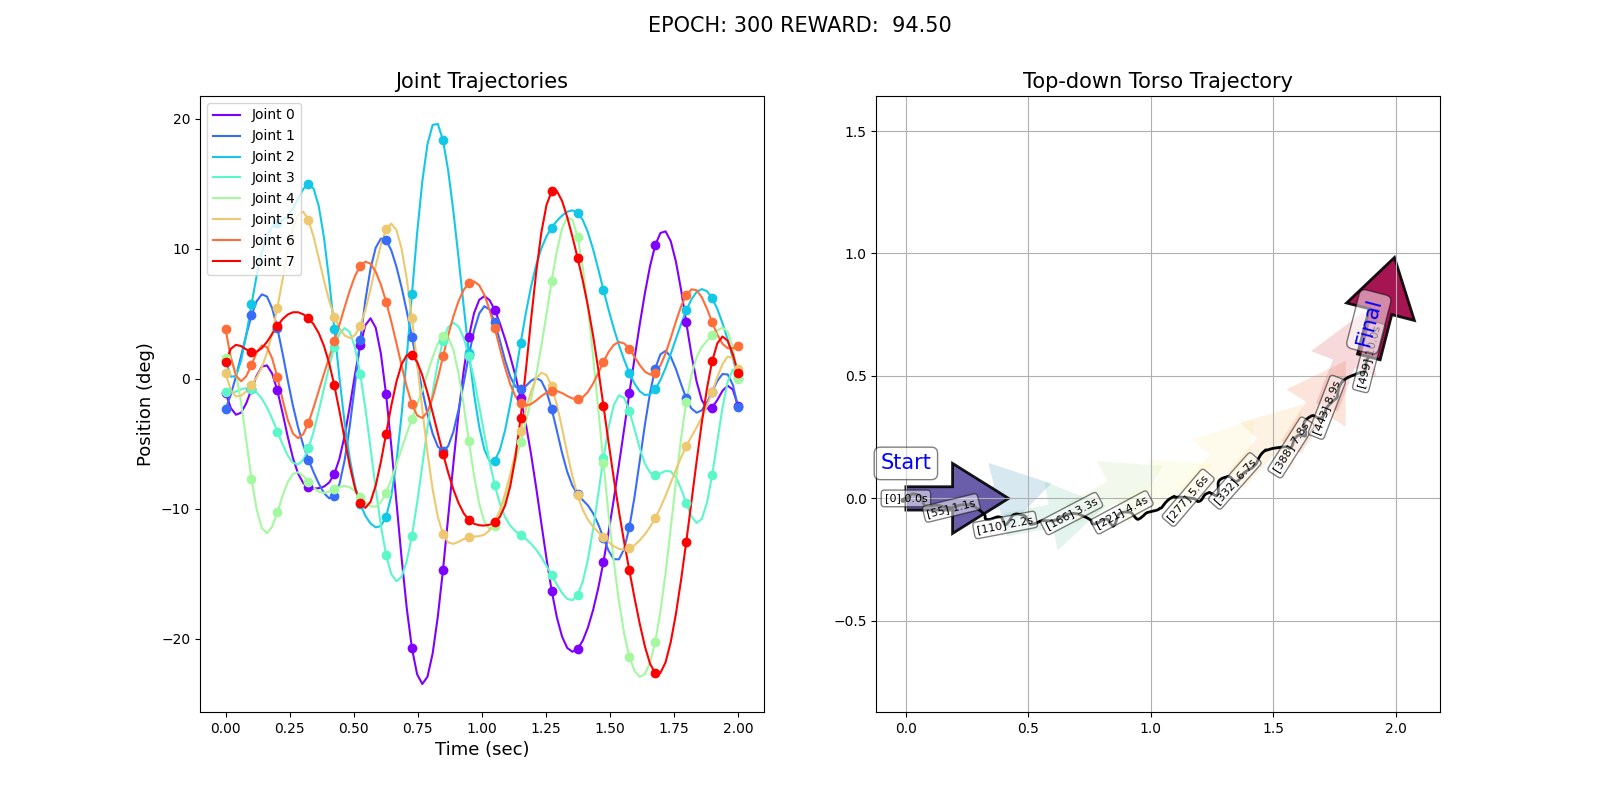 EPOCH: 300 REWARD:  94.50
Joint Trajectories
Position (deg)
20
10
0
−10
−20
Joint 0
Joint 1
Joint 2
Joint 3
Joint 4
Joint 5
Joint 6
Joint 7
0.00 0.25 0.50 0.75 1.00 1.25 1.50 1.75 2.00
Time (sec)
Top-down Torso Trajectory
1.5
1.0
0.5
0.0
−0.5
Start
[0] 0.0s
[55] 1.1s
[110] 2.2s
[166] 3.3s
[221] 4.4s
[277] 5.6s
[332] 6.7s
[388] 7.8s
[443] 8.9s
[499]
Final
0.0 0.5 1.0 1.5 2.0